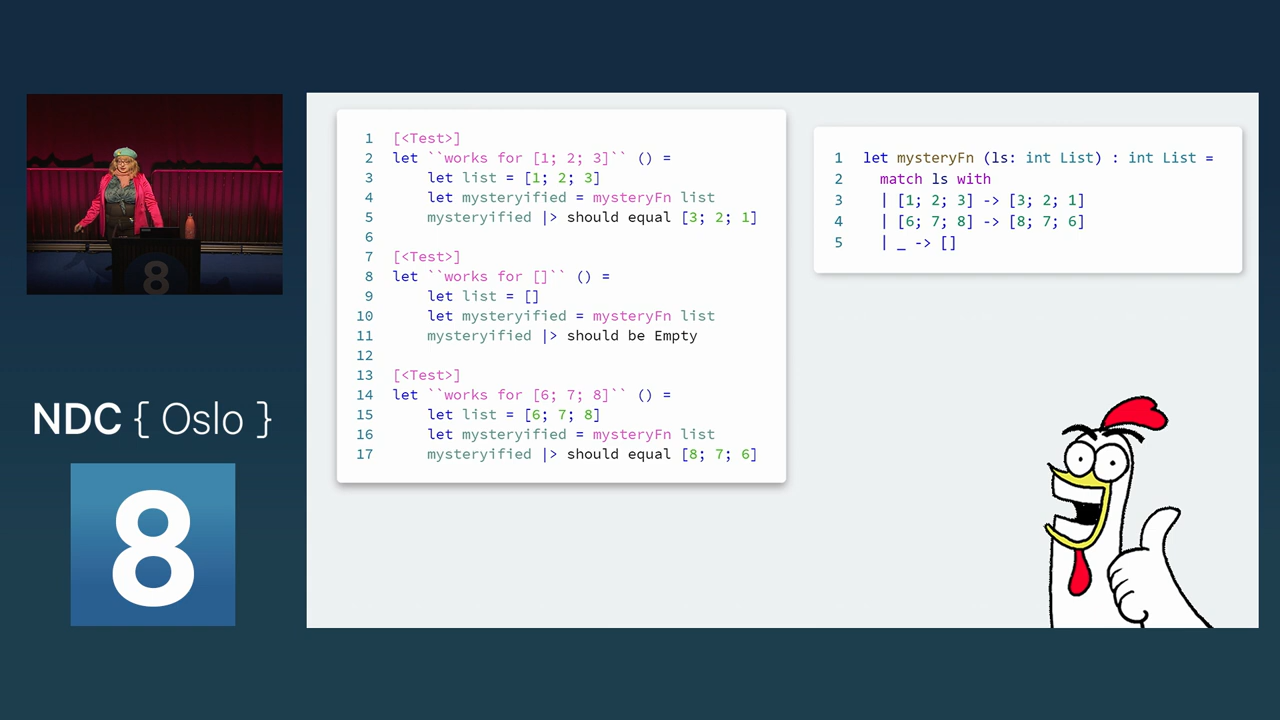 1 [<Test>]
2 let ``works for [1; 2; 3]`` () =
3 let list = [1; 2; 3]
4 let mysteryified = mysteryFn list
5 mysteryified |> should equal [3; 2; 1]
6
7 [<Test>]
8 let ``works for []`` () =
9 let list = []
10 let mysteryified = mysteryFn list
11 mysteryified |> should be Empty
12
13 [<Test>]
14 let ``works for [6; 7; 8]`` () =
15 let list = [6; 7; 8]
16 let mysteryified = mysteryFn list
17 mysteryified |> should equal [8; 7; 6]
1 let mysteryFn (ls: int List) : int List =
2 match ls with
3 | [1; 2; 3] -> [3; 2; 1]
4 | [6; 7; 8] -> [8; 7; 6]
5 | _ -> []
8
NDC { Oslo }
8